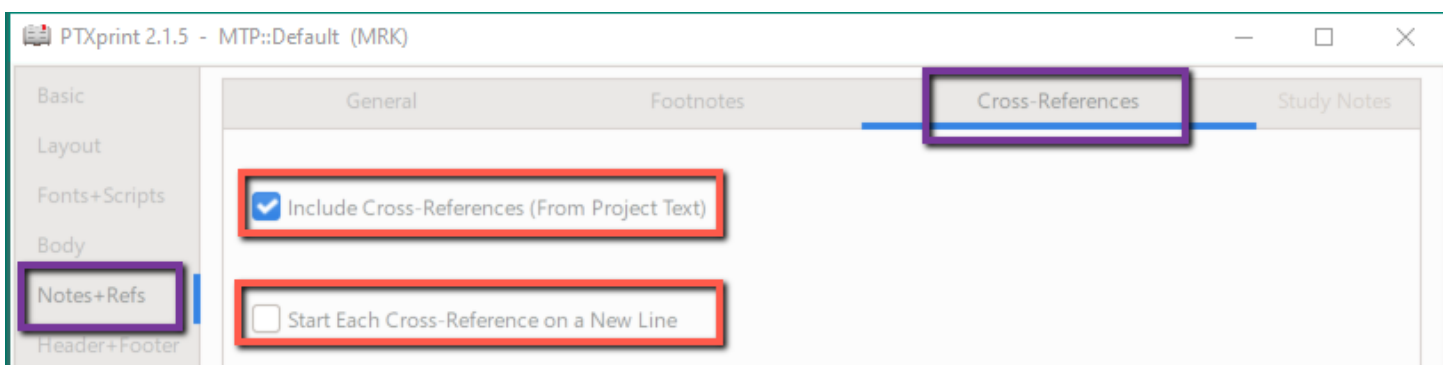 PTXprint 2.1.5 - MTP::Default (MRK)
Basic
General
Footnotes
Cross-References
Study Notes
Layout
Fonts+Scripts
Include Cross-References (From Project Text)
Body
Notes+Refs
Start Each Cross-Reference on a New Line
Header+Footer